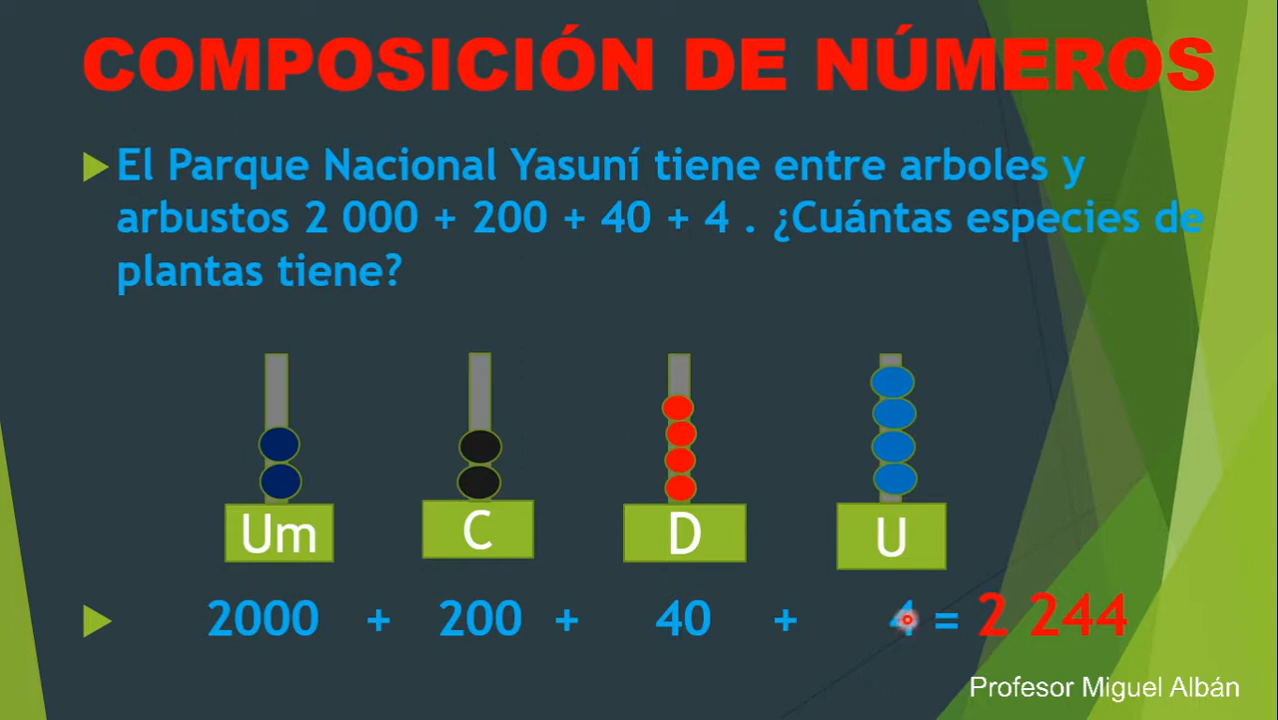 COMPOSICIÓN DE NÚMEROS
El Parque Nacional Yasuní tiene entre arboles y
arbustos 2 000 + 200 + 40 + 4 . ¿Cuántas especies de
plantas tiene?
Um C D U
2000 + 200 + 40 + 4 = 2 244
Profesor Miguel Albán